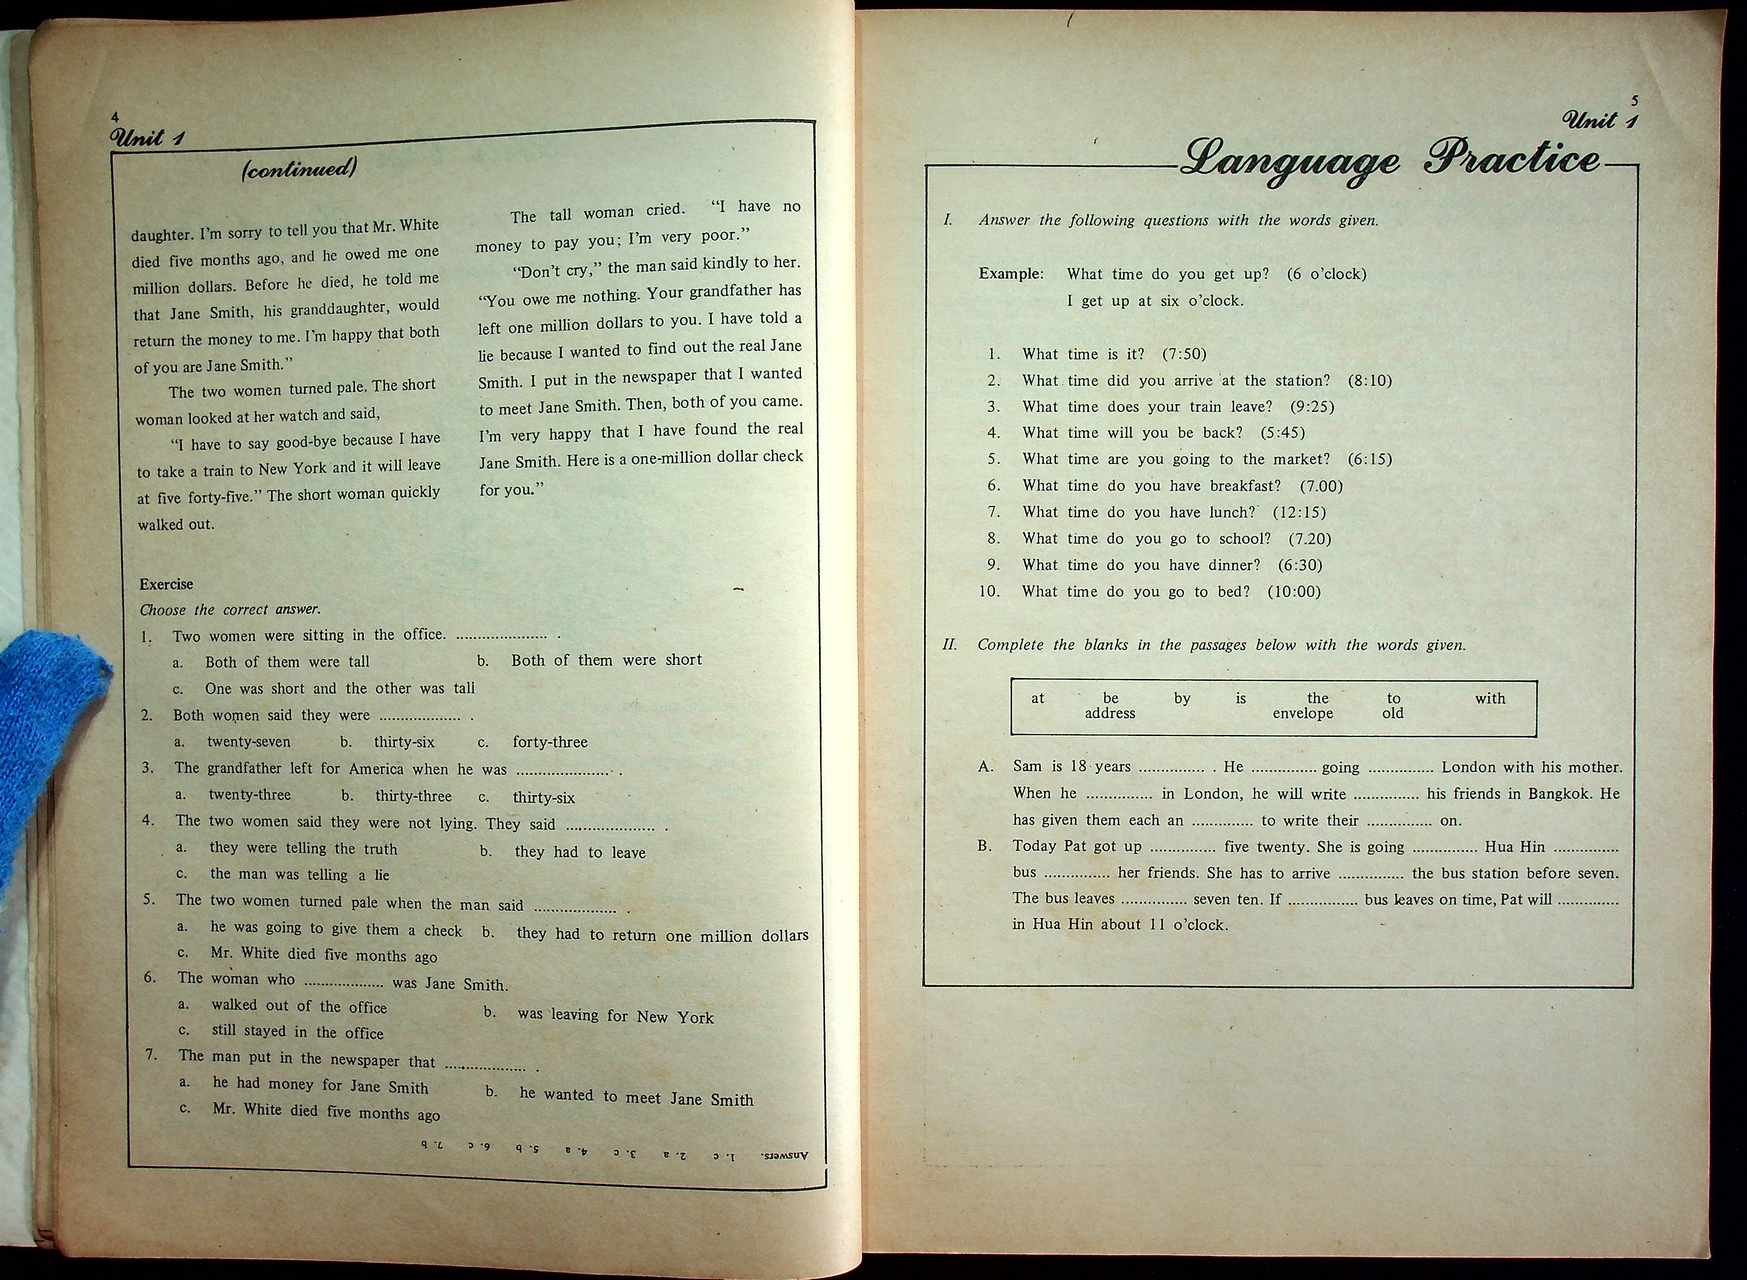 4
Unit 1
(continued)
daughter. I'm sorry to tell you that Mr. White
died five months ago, and he owed me one
million dollars. Before he died, he told me
that Jane Smith, his granddaughter, would
return the money to me. I'm happy that both
of you are Jane Smith."
The two women turned pale. The short
woman looked at her watch and said,
"I have to say good-bye because I have
to take a train to New York and it will leave
at five forty-five." The short woman quickly
walked out.
The tall woman cried. "I have no
money to pay you; I'm very poor."
"Don't cry," the man said kindly to her.
"You owe me nothing. Your grandfather has
left one million dollars to you. I have told a
lie because I wanted to find out the real Jane
Smith. I put in the newspaper that I wanted
to meet Jane Smith. Then, both of you came.
I'm very happy that I have found the real
Jane Smith. Here is a one-million dollar check
for you."
Exercise
Choose the correct answer.
1. Two women were sitting in the office. ..................... .
a. Both of them were tall b. Both of them were short
c. One was short and the other was tall
2. Both women said they were ................... .
a. twenty-seven b. thirty-six c. forty-three
3. The grandfather left for America when he was ...................... .
a. twenty-three b. thirty-three c. thirty-six
4. The two women said they were not lying. They said .................... .
a. they were telling the truth b. they had to leave
c. the man was telling a lie
5. The two women turned pale when the man said ................... .
a. he was going to give them a check b. they had to return one million dollars
c. Mr. White died five months ago
6. The woman who ................... was Jane Smith.
a. walked out of the office b. was leaving for New York
c. still stayed in the office
7. The man put in the newspaper that ................... .
a. he had money for Jane Smith b. he wanted to meet Jane Smith
c. Mr. White died five months ago
Answers. 1. c 2. a 3. c 4. a 5. b 6. c 7. b
5
Unit 1
Language Practice
I. Answer the following questions with the words given.
Example: What time do you get up? (6 o'clock)
I get up at six o'clock.
1. What time is it? (7:50)
2. What time did you arrive at the station? (8:10)
3. What time does your train leave? (9:25)
4. What time will you be back? (5:45)
5. What time are you going to the market? (6:15)
6. What time do you have breakfast? (7.00)
7. What time do you have lunch? (12:15)
8. What time do you go to school? (7.20)
9. What time do you have dinner? (6:30)
10. What time do you go to bed? (10:00)
II. Complete the blanks in the passages below with the words given.
at be by is the to with
address envelope old
A. Sam is 18 years ............... . He ............... going ............... London with his mother.
When he ............... in London, he will write ............... his friends in Bangkok. He
has given them each an .............. to write their ............... on.
B. Today Pat got up ............... five twenty. She is going ............... Hua Hin ...............
bus ............... her friends. She has to arrive ............... the bus station before seven.
The bus leaves ............... seven ten. If ................ bus leaves on time, Pat will ..............
in Hua Hin about 11 o'clock.